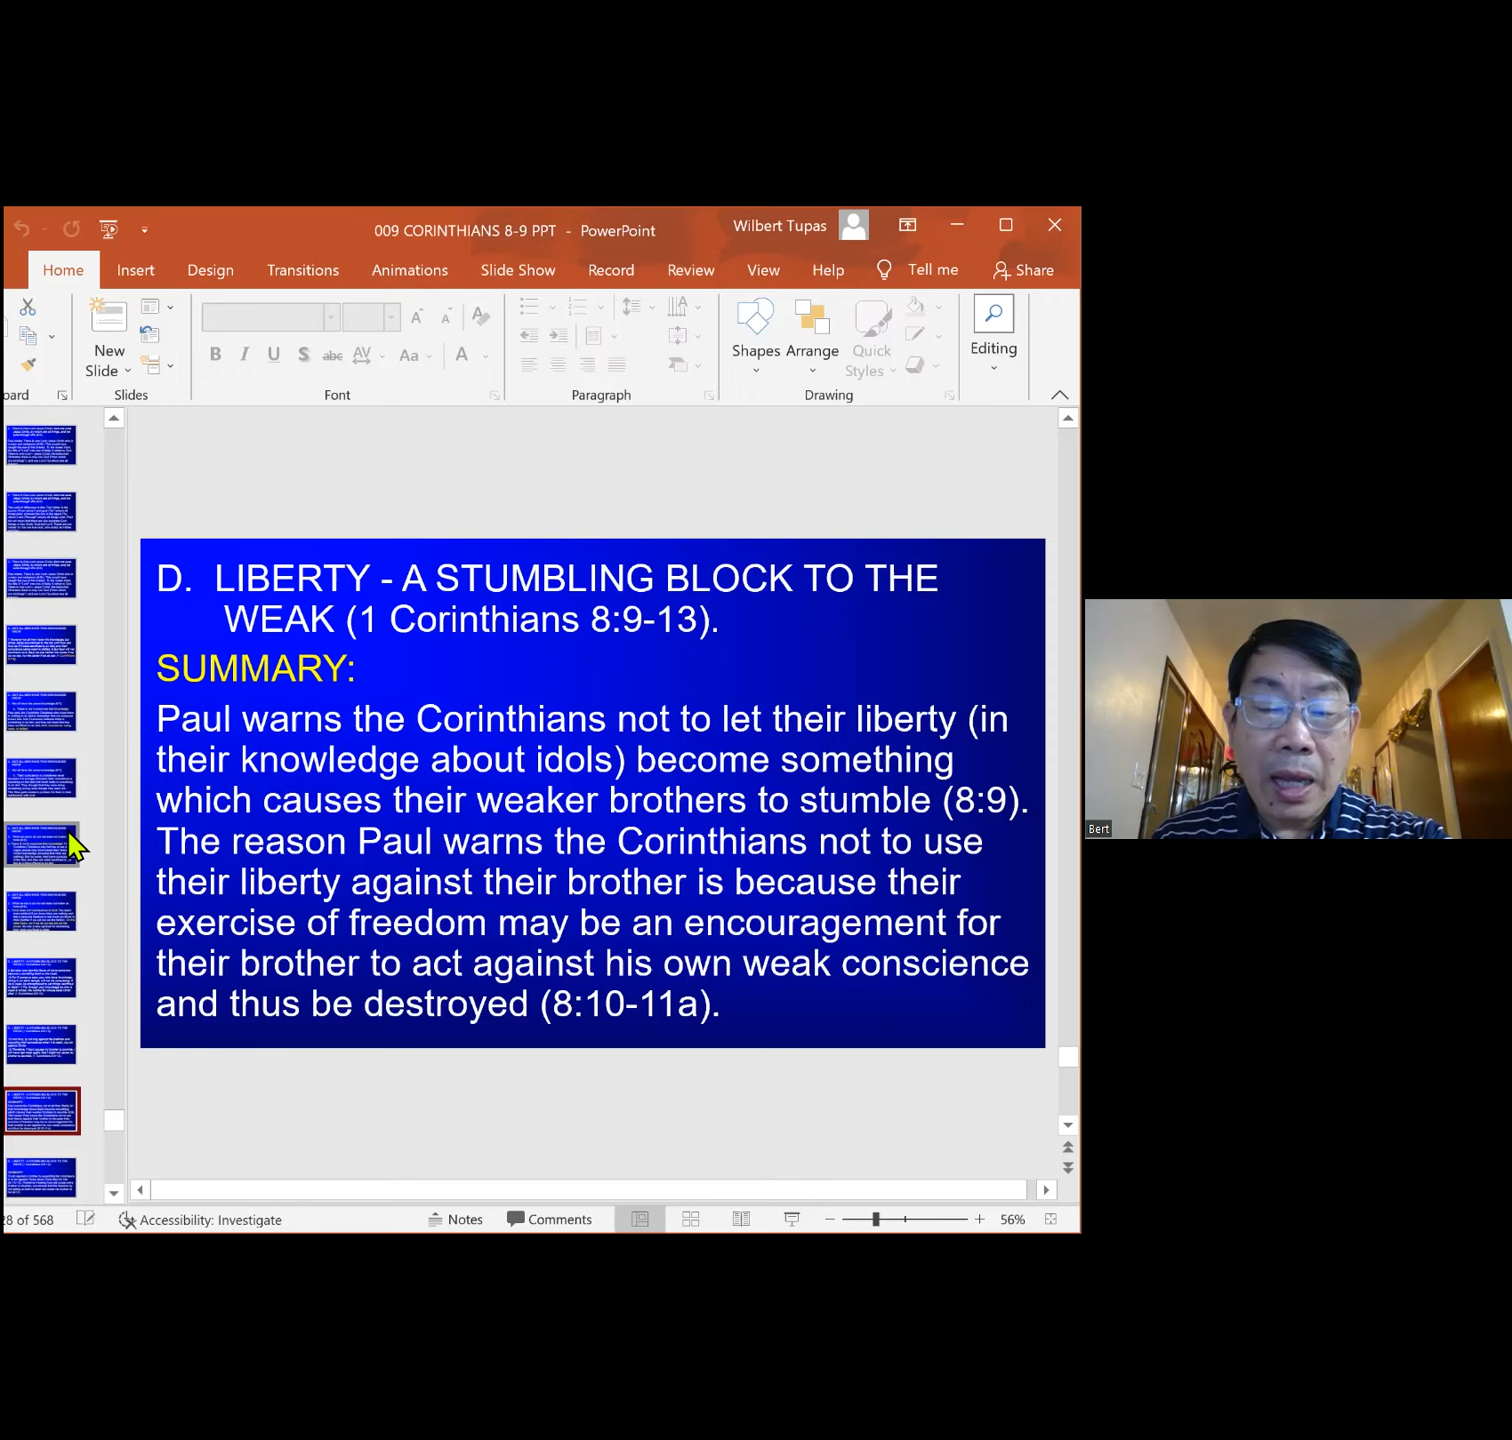 009 CORINTHIANS 8-9 PPT - PowerPoint
Wilbert Tupas
Home Insert Design Transitions Animations Slide Show Record Review View Help Tell me Share
New
Slide
Shapes Arrange Quick
Styles
Editing
Slides Font Paragraph Drawing
D. LIBERTY - A STUMBLING BLOCK TO THE
WEAK (1 Corinthians 8:9-13).
SUMMARY:
Paul warns the Corinthians not to let their liberty (in
their knowledge about idols) become something
which causes their weaker brothers to stumble (8:9).
The reason Paul warns the Corinthians not to use
their liberty against their brother is because their
exercise of freedom may be an encouragement for
their brother to act against his own weak conscience
and thus be destroyed (8:10-11a).
Bert
of 568 Accessibility: Investigate Notes Comments 56%